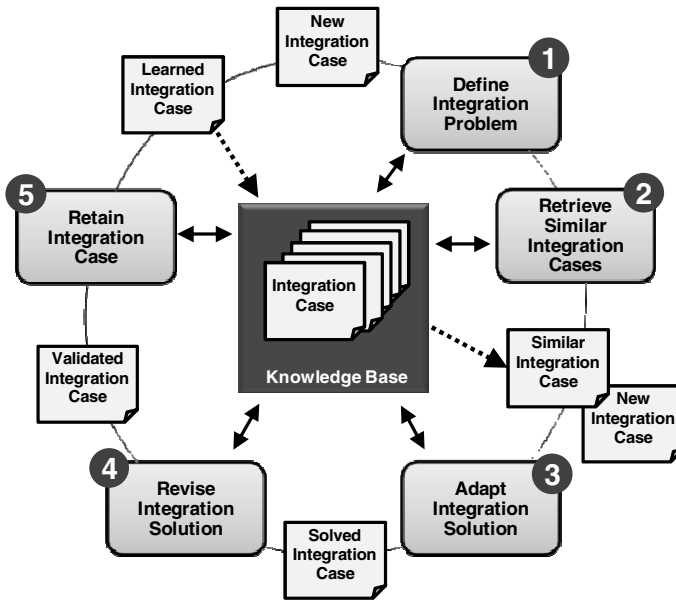 New
Integration
Case
1
Define
Integration
Problem
Learned
Integration
Case
2
Retrieve
Similar
Integration
Cases
5
Retain
Integration
Case
Integration
Case
Knowledge Base
Similar
Integration
Case
New
Integration
Case
Validated
Integration
Case
3
Adapt
Integration
Solution
4
Revise
Integration
Solution
Solved
Integration
Case